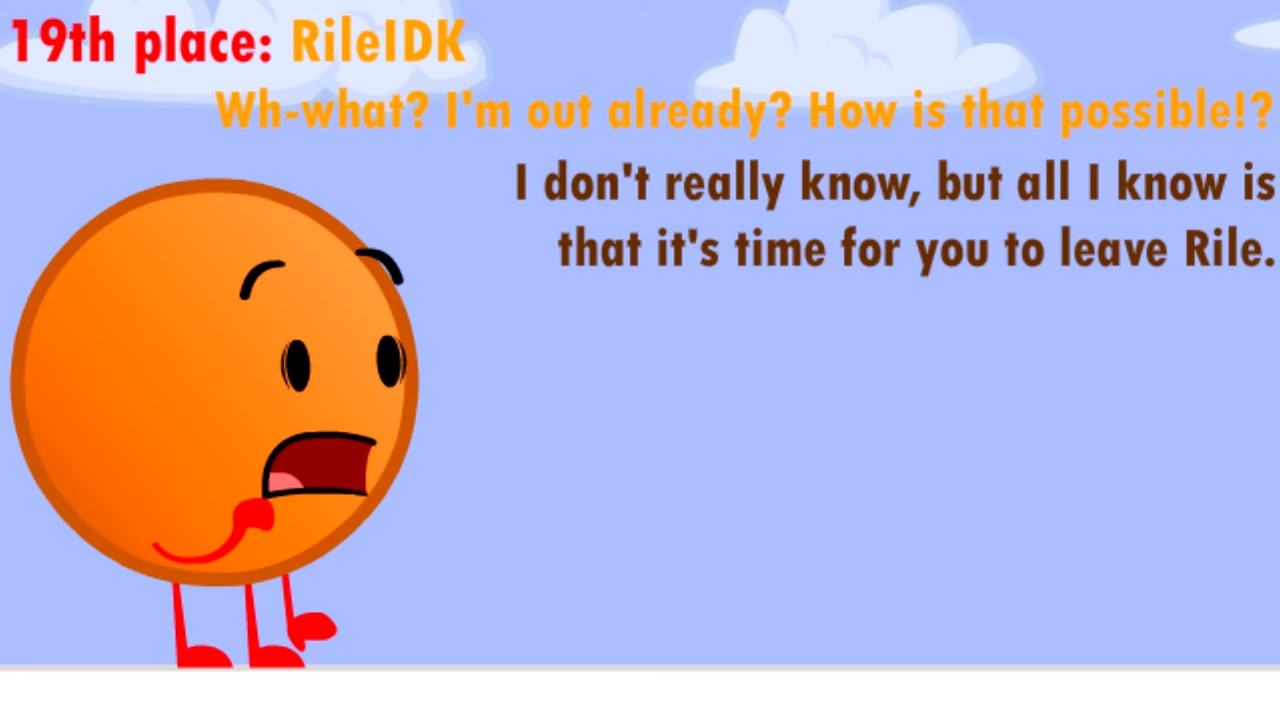 19th place: RileIDK
Wh-what? I'm out already? How is that possible!?
I don't really know, but all I know is
that it's time for you to leave Rile.